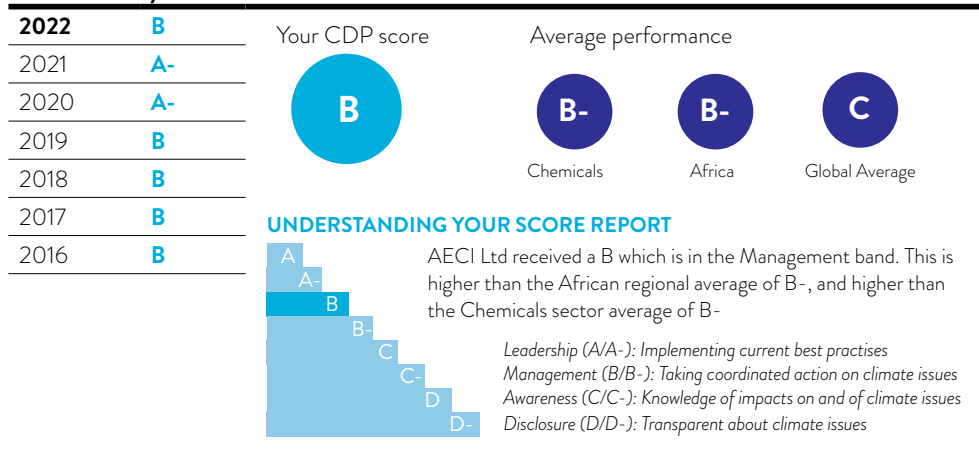 2022 B
2021 A-
2020 A-
2019 B
2018 B
2017 B
2016 B
Your CDP score
B
Average performance
B-
Chemicals
B-
Africa
C
Global Average
UNDERSTANDING YOUR SCORE REPORT
A
A-
B
B-
C
C-
D
D-
AECI Ltd received a B which is in the Management band. This is
higher than the African regional average of B-, and higher than
the Chemicals sector average of B-
Leadership (A/A-): Implementing current best practises
Management (B/B-): Taking coordinated action on climate issues
Awareness (C/C-): Knowledge of impacts on and of climate issues
Disclosure (D/D-): Transparent about climate issues